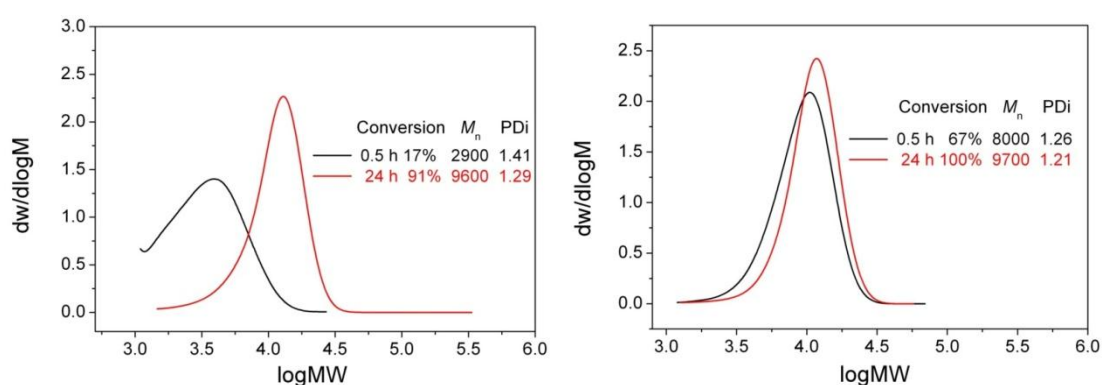 3.0
2.5
2.0
1.5
1.0
0.5
0.0
dw/dlogM
Conversion Mn PDi
0.5 h 17% 2900 1.41
24 h 91% 9600 1.29
3.0 3.5 4.0 4.5 5.0 5.5 6.0
logMW
2.5
2.0
1.5
1.0
0.5
0.0
dw/dlogM
Conversion Mn PDi
0.5 h 67% 8000 1.26
24 h 100% 9700 1.21
3.0 3.5 4.0 4.5 5.0 5.5 6.0
logMW